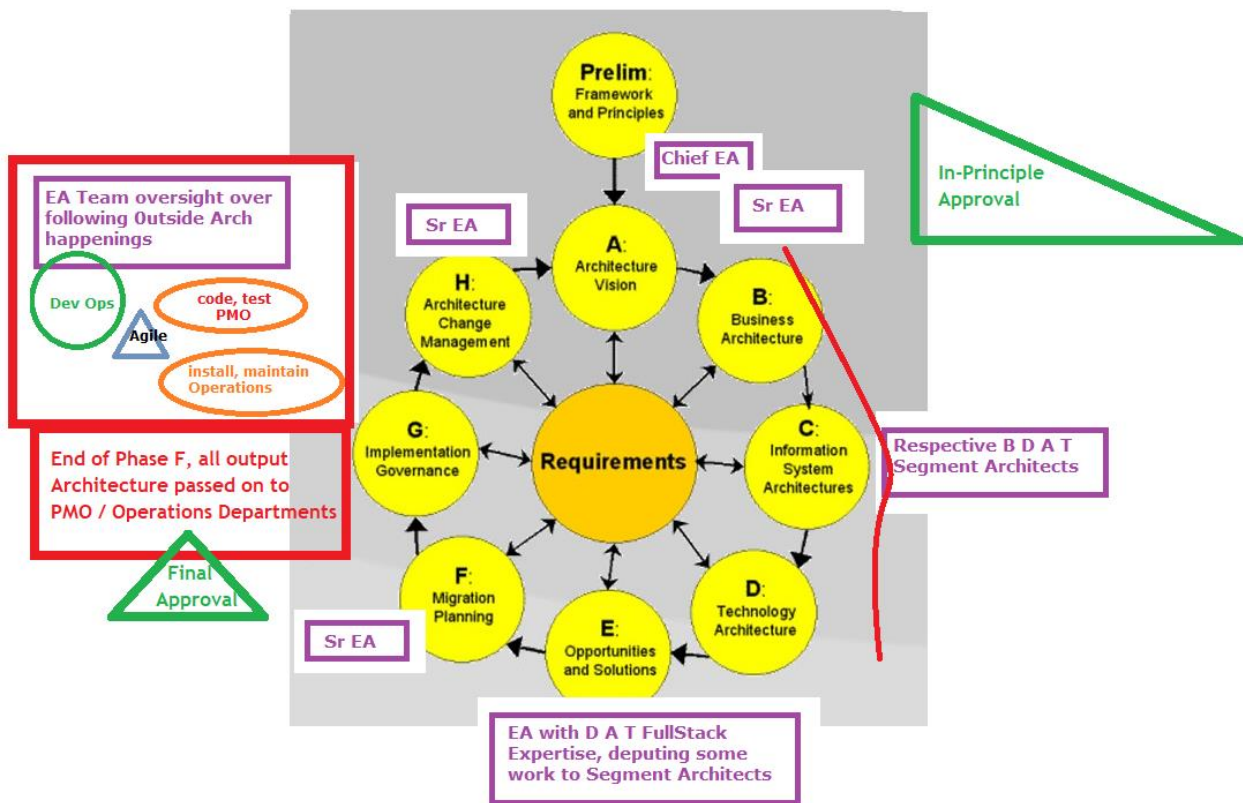 Prelim:
Framework
and Principles
Chief EA
Sr EA
In-Principle
Approval
EA Team oversight over
following 0utside Arch
happenings
Dev Ops
code, test
PMO
Agile
install, maintain
Operations
Sr EA
A:
Architecture
Vision
H:
Architecture
Change
Management
B:
Business
Architecture
G:
Implementation
Governance
Requirements
C:
Information
System
Architectures
Respective B D A T
Segment Architects
End of Phase F, all output
Architecture passed on to
PMO / Operations Departments
Final
Approval
F:
Migration
Planning
D:
Technology
Architecture
E:
Opportunities
and Solutions
Sr EA
EA with D A T FullStack
Expertise, deputing some
work to Segment Architects